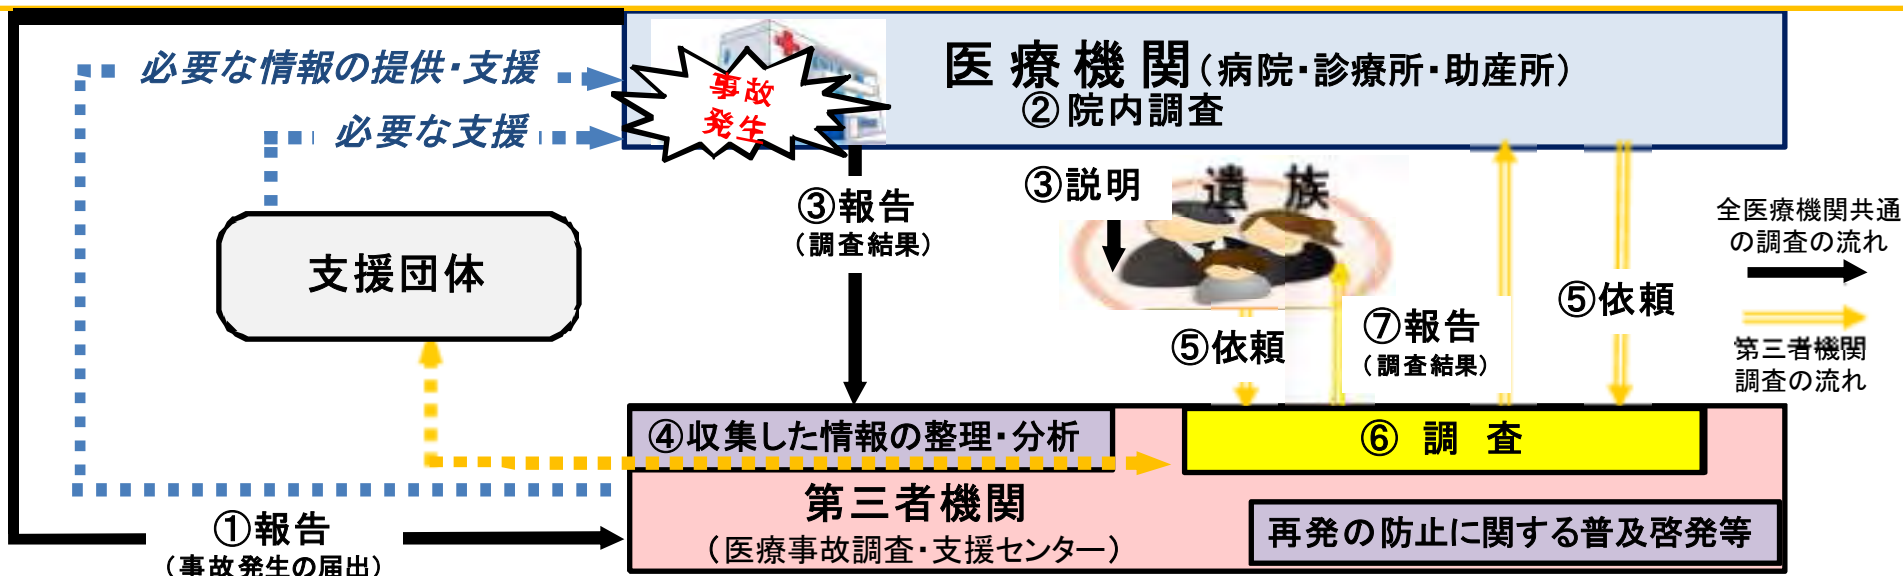 必要な情報の提供・支援
必要な支援
事故
発生
医療機関(病院・診療所・助産所)
②院内調査
③報告
(調査結果)
③説明
遺族
全医療機関共通
の調査の流れ
支援団体
⑤依頼
⑦報告
(調査結果)
⑤依頼
第三者機関
調査の流れ
④収集した情報の整理・分析
⑥ 調 査
第三者機関
(医療事故調査・支援センター)
再発の防止に関する普及啓発等
①報告
(事故発生の届出)